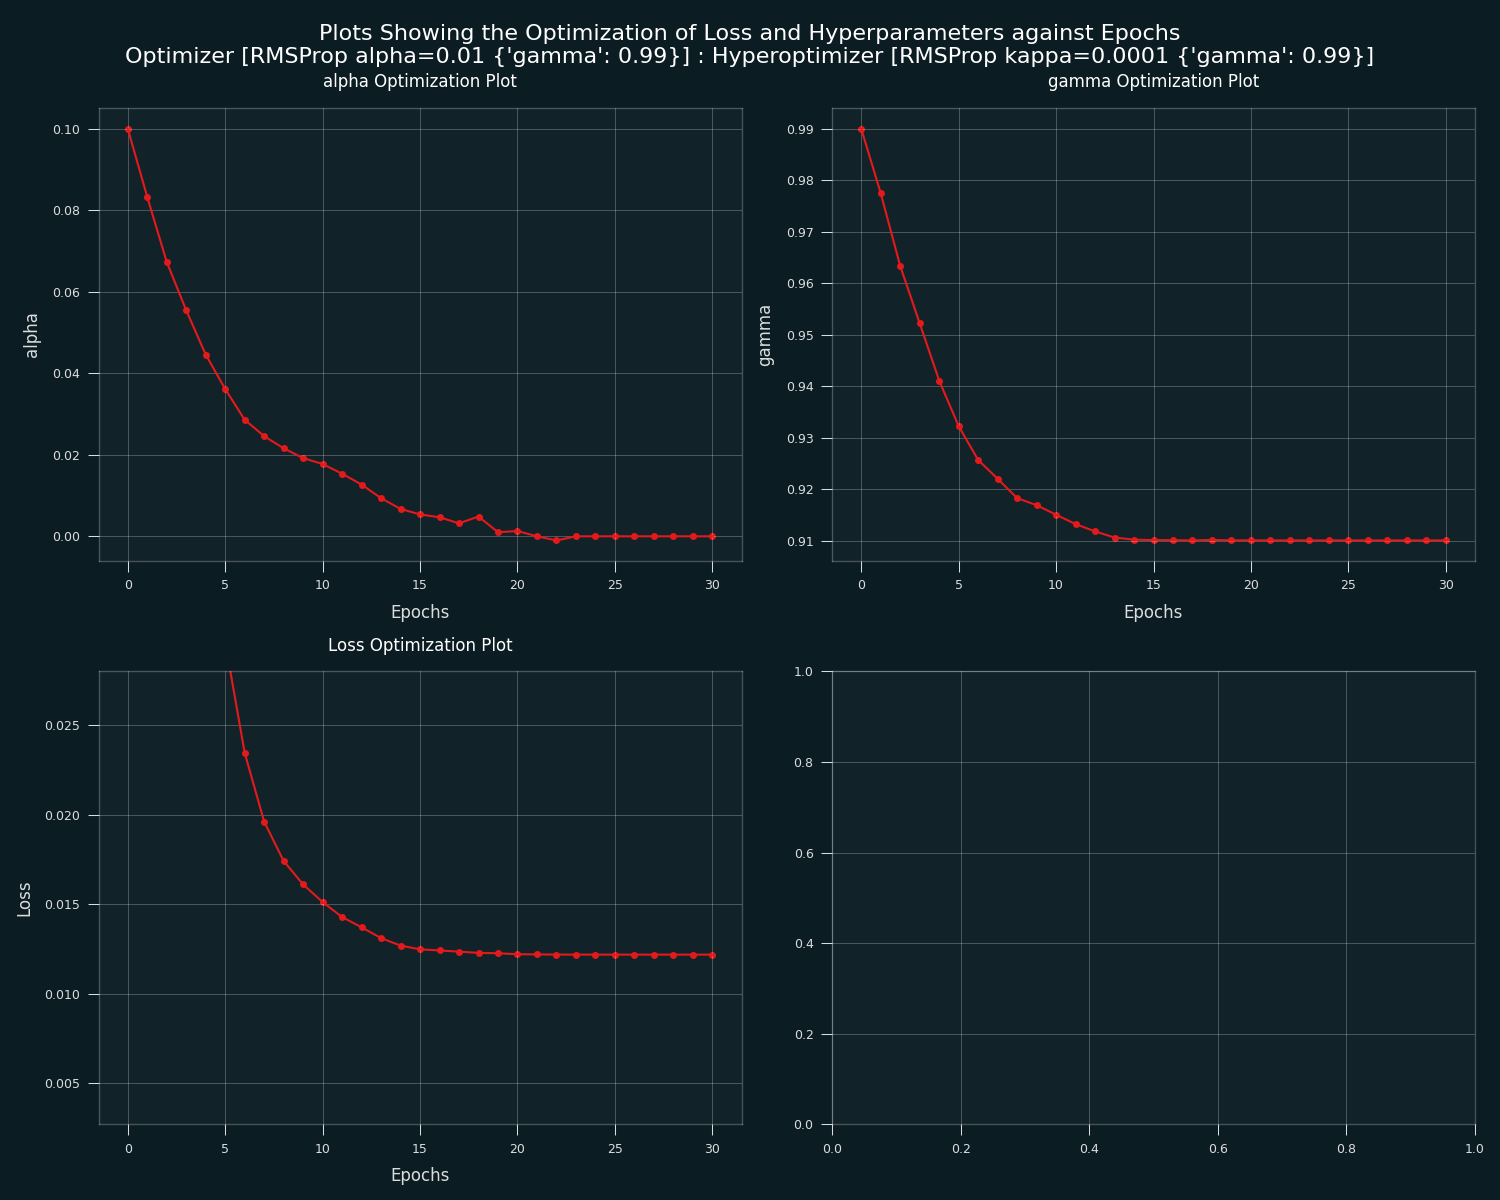 Plots Showing the Optimization of Loss and Hyperparameters against Epochs
Optimizer [RMSProp alpha=0.01 {'gamma': 0.99}] : Hyperoptimizer [RMSProp kappa=0.0001 {'gamma': 0.99}]
alpha Optimization Plot
0.10
0.08
0.06
0.04
0.02
0.00
alpha
0 5 10 15 20 25 30
Epochs
gamma Optimization Plot
0.99
0.98
0.97
0.96
0.95
0.94
0.93
0.92
0.91
gamma
0 5 10 15 20 25 30
Epochs
Loss Optimization Plot
0.025
0.020
0.015
0.010
0.005
Loss
0 5 10 15 20 25 30
Epochs
1.0
0.8
0.6
0.4
0.2
0.0
0.0 0.2 0.4 0.6 0.8 1.0